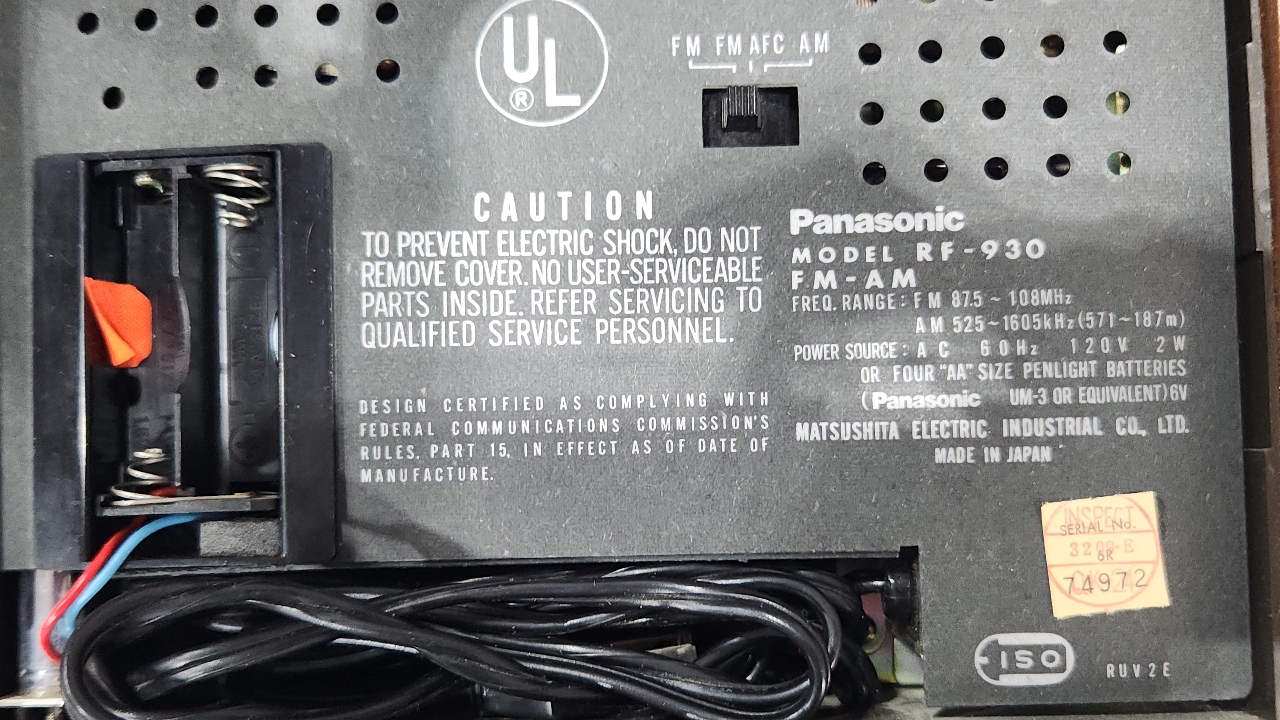 UL
®
FM FM AFC AM
CAUTION
TO PREVENT ELECTRIC SHOCK, DO NOT
REMOVE COVER. NO USER-SERVICEABLE
PARTS INSIDE. REFER SERVICING TO
QUALIFIED SERVICE PERSONNEL.
DESIGN CERTIFIED AS COMPLYING WITH
FEDERAL COMMUNICATIONS COMMISSION'S
RULES, PART 15, IN EFFECT AS OF DATE OF
MANUFACTURE.
Panasonic
MODEL RF-930
FM-AM
FREQ. RANGE: FM 87.5 ~ 108MHz
AM 525~1605kHz (571~187m)
POWER SOURCE: AC 60Hz 120V 2W
OR FOUR "AA" SIZE PENLIGHT BATTERIES
(Panasonic UM-3 OR EQUIVALENT) 6V
MATSUSHITA ELECTRIC INDUSTRIAL CO., LTD.
MADE IN JAPAN
INSPECT
SERIAL No.
74972
ISO
RUV2E